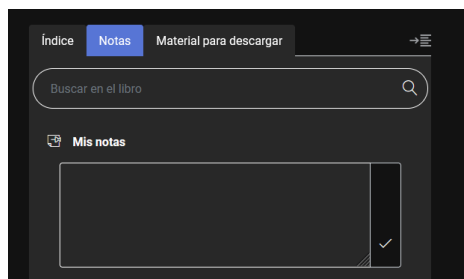 Índice Notas Material para descargar
Buscar en el libro
Mis notas